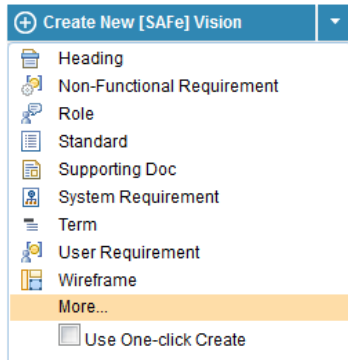 Create New [SAFe] Vision
Heading
Non-Functional Requirement
Role
Standard
Supporting Doc
System Requirement
Term
User Requirement
Wireframe
More...
Use One-click Create